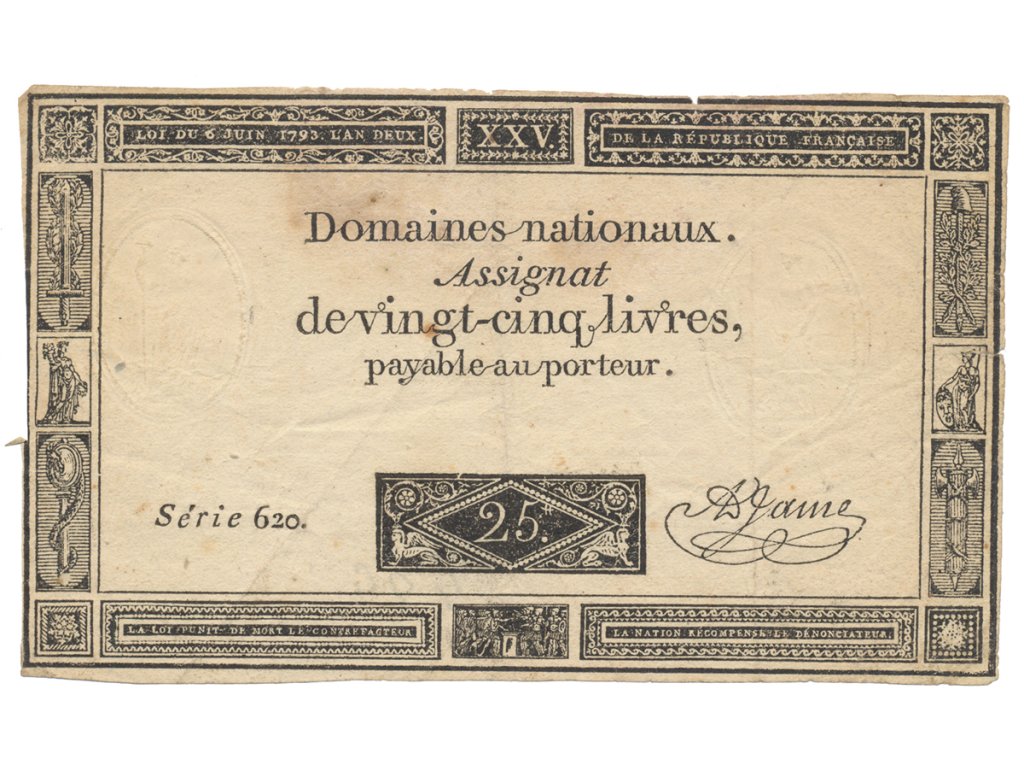 LOI DU 6 JUIN 1793. L'AN DEUX
XXV.
DE LA RÉPUBLIQUE FRANÇAISE.
Domaines nationaux.
Assignat
de vingt-cinq livres,
payable au porteur.
Série 620.
25.#
A Jame
LA LOI PUNIT DE MORT LE CONTREFACTEUR
LA NATION RÉCOMPENSE LE DÉNONCIATEUR.